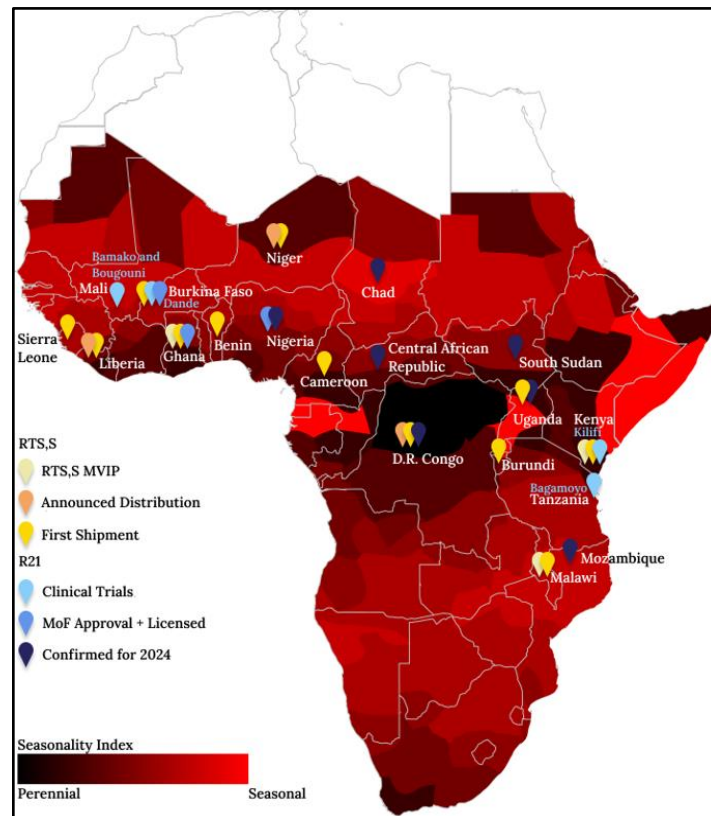 Niger
Chad
Bamako and
Bougouni
Mali
Burkina Faso
Dande
Sierra
Leone
Liberia
Ghana
Benin
Nigeria
Cameroon
Central African
Republic
South Sudan
Uganda
Kenya
Kilifi
D.R. Congo
Burundi
Bagamoyo
Tanzania
Mozambique
Malawi
RTS,S
RTS,S MVIP
Announced Distribution
First Shipment
R21
Clinical Trials
MoF Approval + Licensed
Confirmed for 2024
Seasonality Index
Perennial
Seasonal